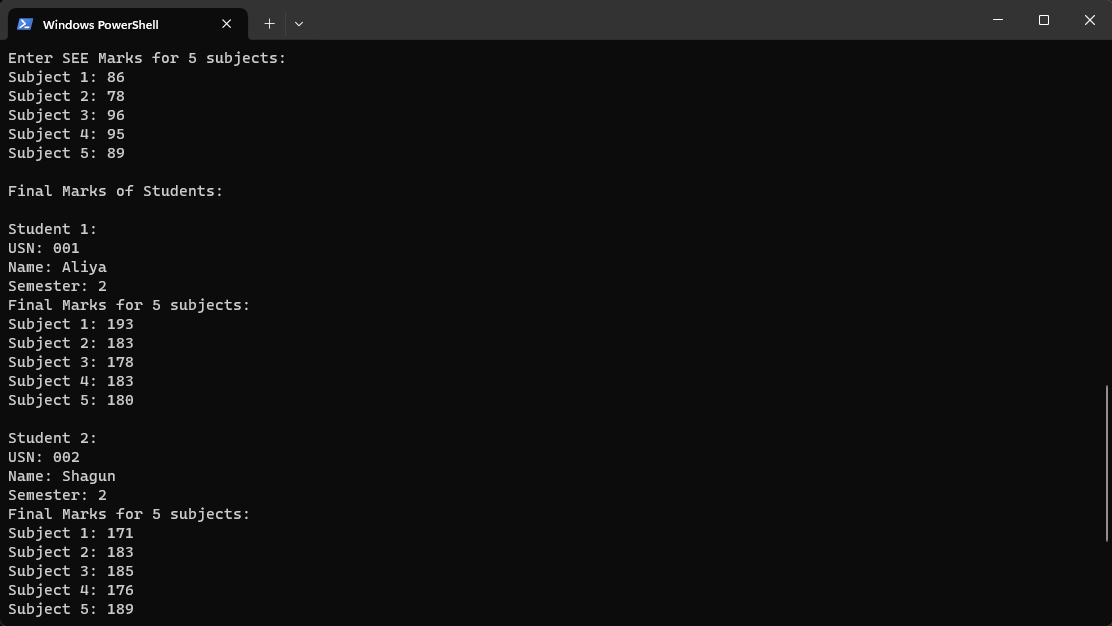 Windows PowerShell
Enter SEE Marks for 5 subjects:
Subject 1: 86
Subject 2: 78
Subject 3: 96
Subject 4: 95
Subject 5: 89
Final Marks of Students:
Student 1:
USN: 001
Name: Aliya
Semester: 2
Final Marks for 5 subjects:
Subject 1: 193
Subject 2: 183
Subject 3: 178
Subject 4: 183
Subject 5: 180
Student 2:
USN: 002
Name: Shagun
Semester: 2
Final Marks for 5 subjects:
Subject 1: 171
Subject 2: 183
Subject 3: 185
Subject 4: 176
Subject 5: 189